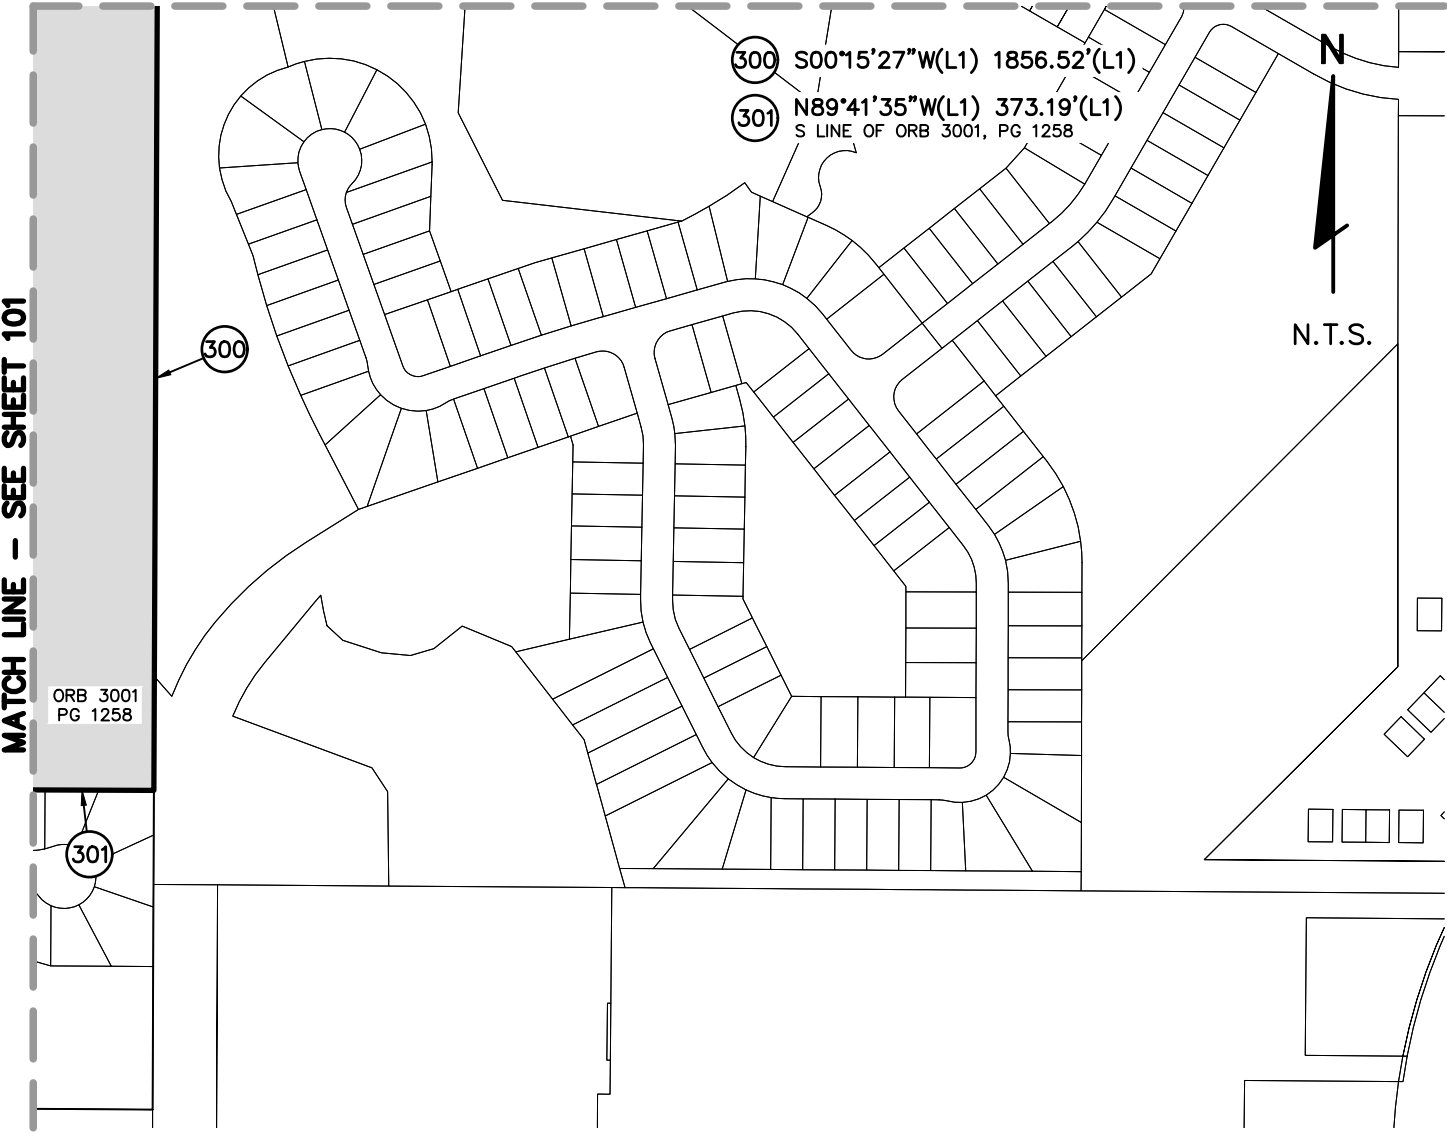 300 S00°15'27"W(L1) 1856.52'(L1)
301 N89°41'35"W(L1) 373.19'(L1)
S LINE OF ORB 3001, PG 1258
N
N.T.S.
MATCH LINE - SEE SHEET 101
300
ORB 3001
PG 1258
301